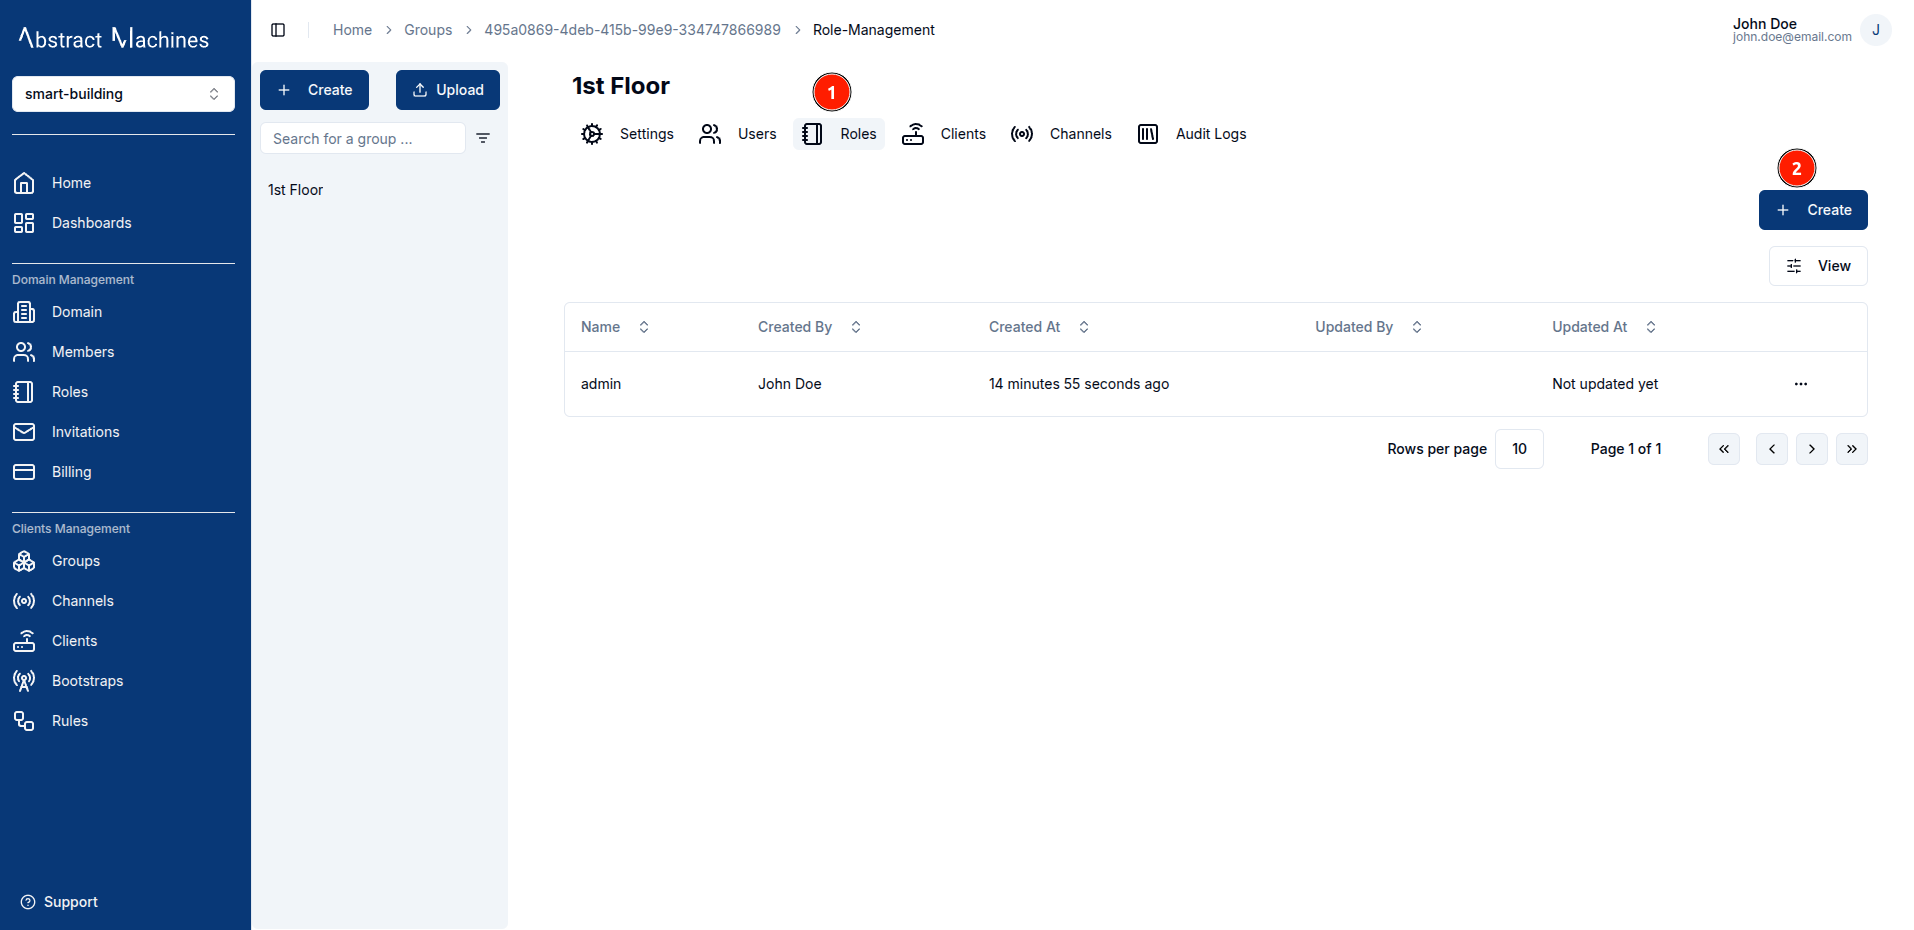 Abstract Machines
smart-building
Home
Dashboards
Domain Management
Domain
Members
Roles
Invitations
Billing
Clients Management
Groups
Channels
Clients
Bootstraps
Rules
Support
Home > Groups > 495a0869-4deb-415b-99e9-334747866989 > Role-Management
John Doe
john.doe@email.com
J
+ Create
Upload
Search for a group ...
1st Floor
1st Floor
1
Settings Users Roles Clients Channels Audit Logs
2
+ Create
View
Name Created By Created At Updated By Updated At
admin John Doe 14 minutes 55 seconds ago Not updated yet ...
Rows per page 10 Page 1 of 1 « ‹ › »